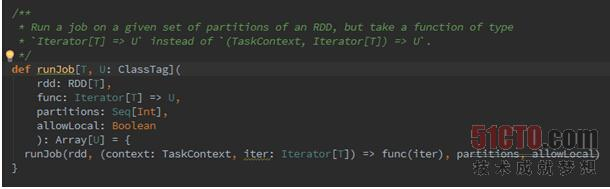 /**
 * Run a job on a given set of partitions of an RDD, but take a function of type
 * `Iterator[T] => U` instead of `(TaskContext, Iterator[T]) => U`.
 */
def runJob[T, U: ClassTag](
    rdd: RDD[T],
    func: Iterator[T] => U,
    partitions: Seq[Int],
    allowLocal: Boolean
    ): Array[U] = {
  runJob(rdd, (context: TaskContext, iter: Iterator[T]) => func(iter), partitions, allowLocal)
}
51CTO.com
技术成就梦想